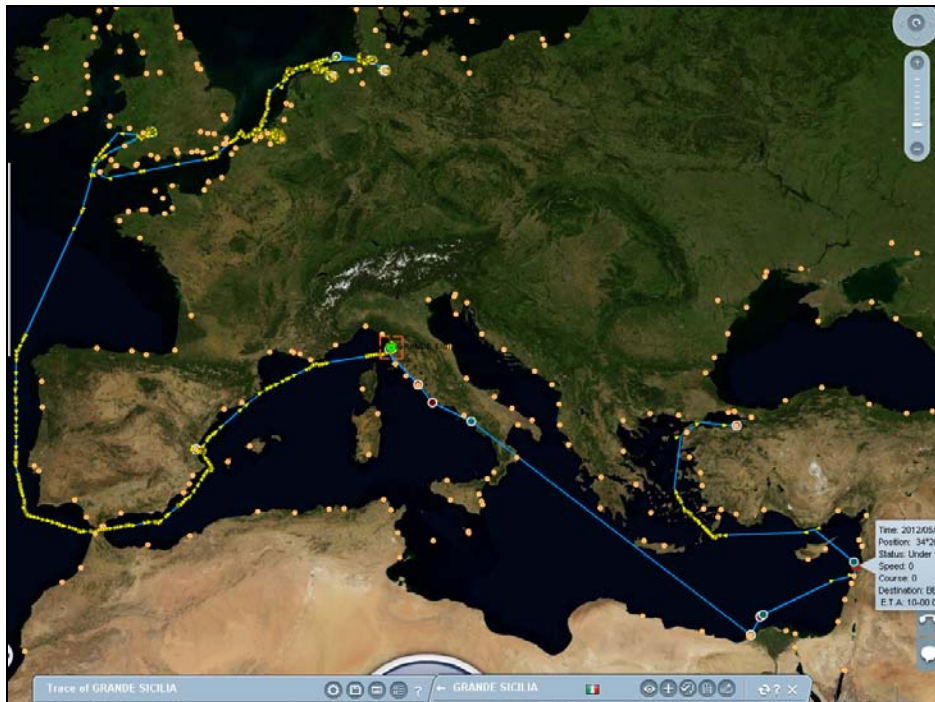 Time: 2012/05/
Position: 34°2
Status: Under
Speed: 0
Course: 0
Destination: BE
E.T.A: 10-00 0
Trace of GRANDE SICILIA
?
← GRANDE SICILIA
?